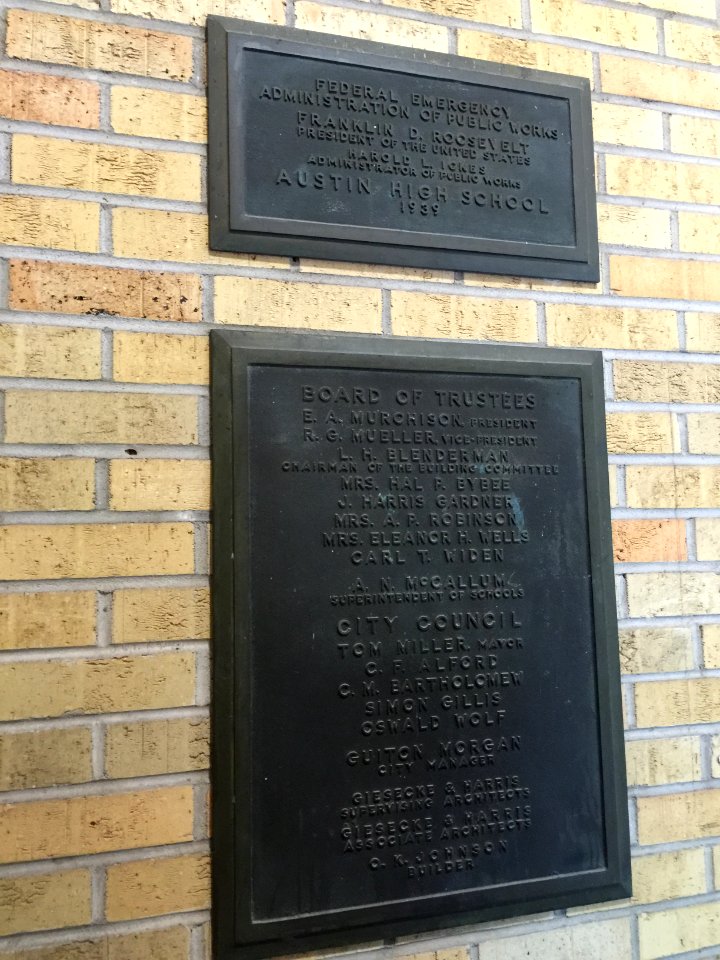 FEDERAL EMERGENCY
ADMINISTRATION OF PUBLIC WORKS
FRANKLIN D. ROOSEVELT
PRESIDENT OF THE UNITED STATES
HAROLD L. ICKES
ADMINISTRATOR OF PUBLIC WORKS
AUSTIN HIGH SCHOOL
1939
BOARD OF TRUSTEES
E. A. MURCHISON, PRESIDENT
R. G. MUELLER, VICE-PRESIDENT
L. H. BLENDERMAN
CHAIRMAN OF THE BUILDING COMMITTEE
MRS. HAL P. BYBEE
J. HARRIS GARDNER
MRS. A. P. ROBINSON
MRS. ELEANOR H. WELLS
CARL T. WIDEN
A. N. McCALLUM
SUPERINTENDENT OF SCHOOLS
CITY COUNCIL
TOM MILLER, MAYOR
C. F. ALFORD
C. M. BARTHOLOMEW
SIMON GILLIS
OSWALD WOLF
GUITON MORGAN
CITY MANAGER
GIESECKE & HARRIS
SUPERVISING ARCHITECTS
GIESECKE & HARRIS
ASSOCIATE ARCHITECTS
C. K. JOHNSON
BUILDER